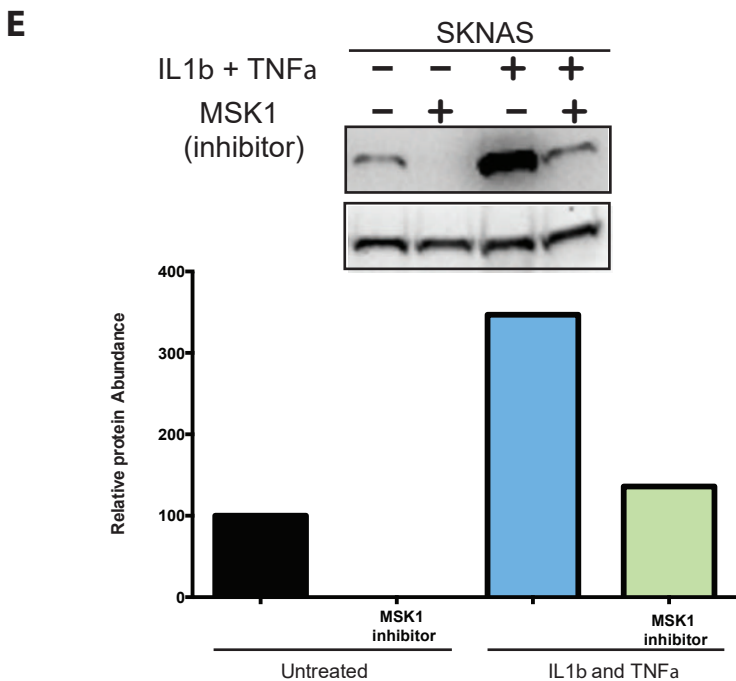 E
SKNAS
IL1b + TNFa − − + +
MSK1 − + − +
(inhibitor)
400
300
200
100
0
Relative protein Abundance
MSK1
inhibitor
MSK1
inhibitor
Untreated
IL1b and TNFa